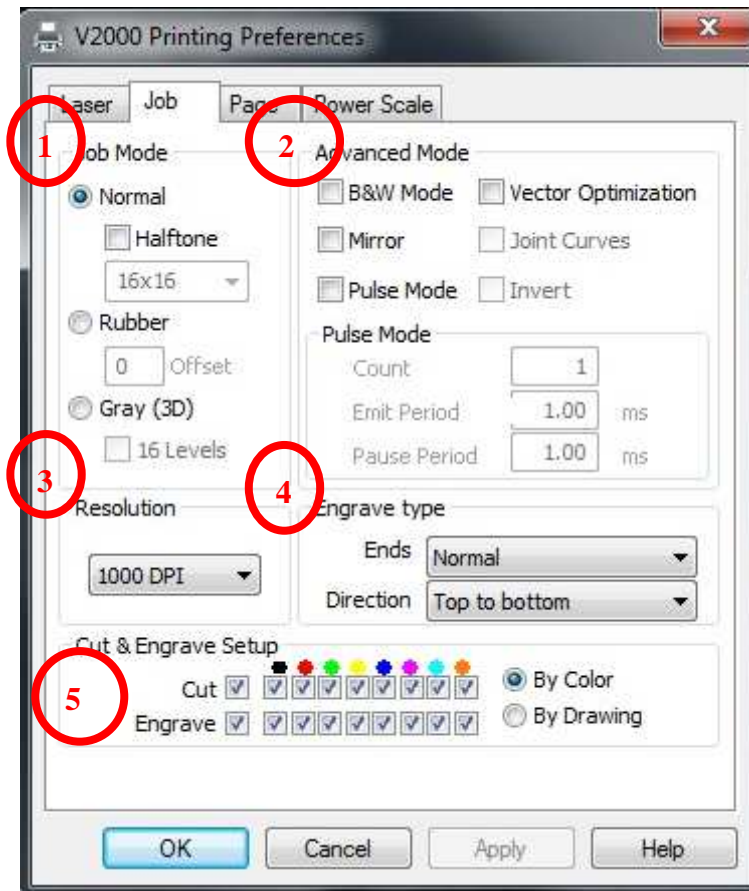 V2000 Printing Preferences
Laser Job Page Power Scale
1
Job Mode
Normal
Halftone
16x16
Rubber
0 Offset
Gray (3D)
16 Levels
2
Advanced Mode
B&W Mode Vector Optimization
Mirror Joint Curves
Pulse Mode Invert
Pulse Mode
Count 1
Emit Period 1.00 ms
Pause Period 1.00 ms
3
Resolution
1000 DPI
4
Engrave type
Ends Normal
Direction Top to bottom
5
Cut & Engrave Setup
Cut By Color
Engrave By Drawing
OK Cancel Apply Help